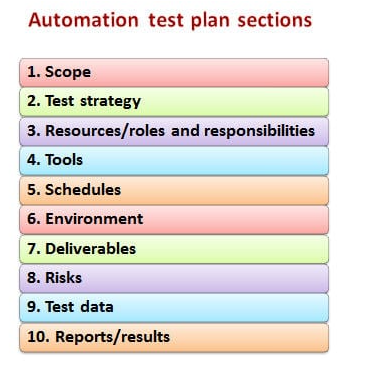 Automation test plan sections
1. Scope
2. Test strategy
3. Resources/roles and responsibilities
4. Tools
5. Schedules
6. Environment
7. Deliverables
8. Risks
9. Test data
10. Reports/results